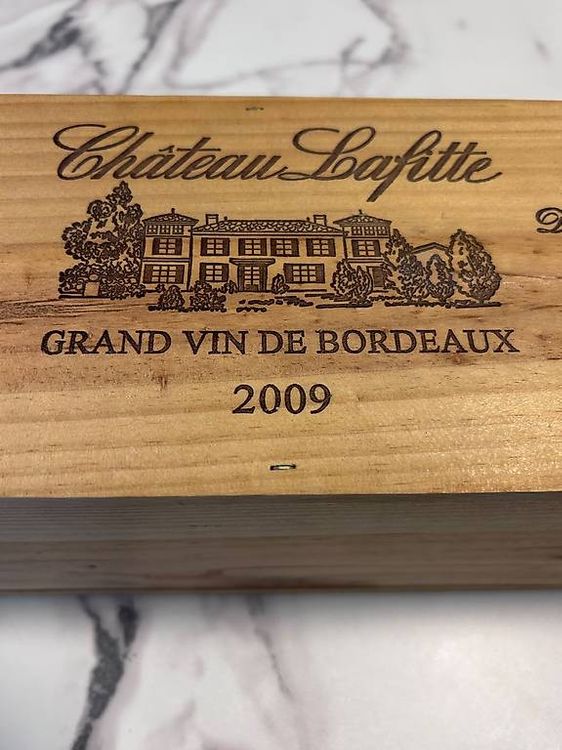 Château Lafitte
GRAND VIN DE BORDEAUX
2009